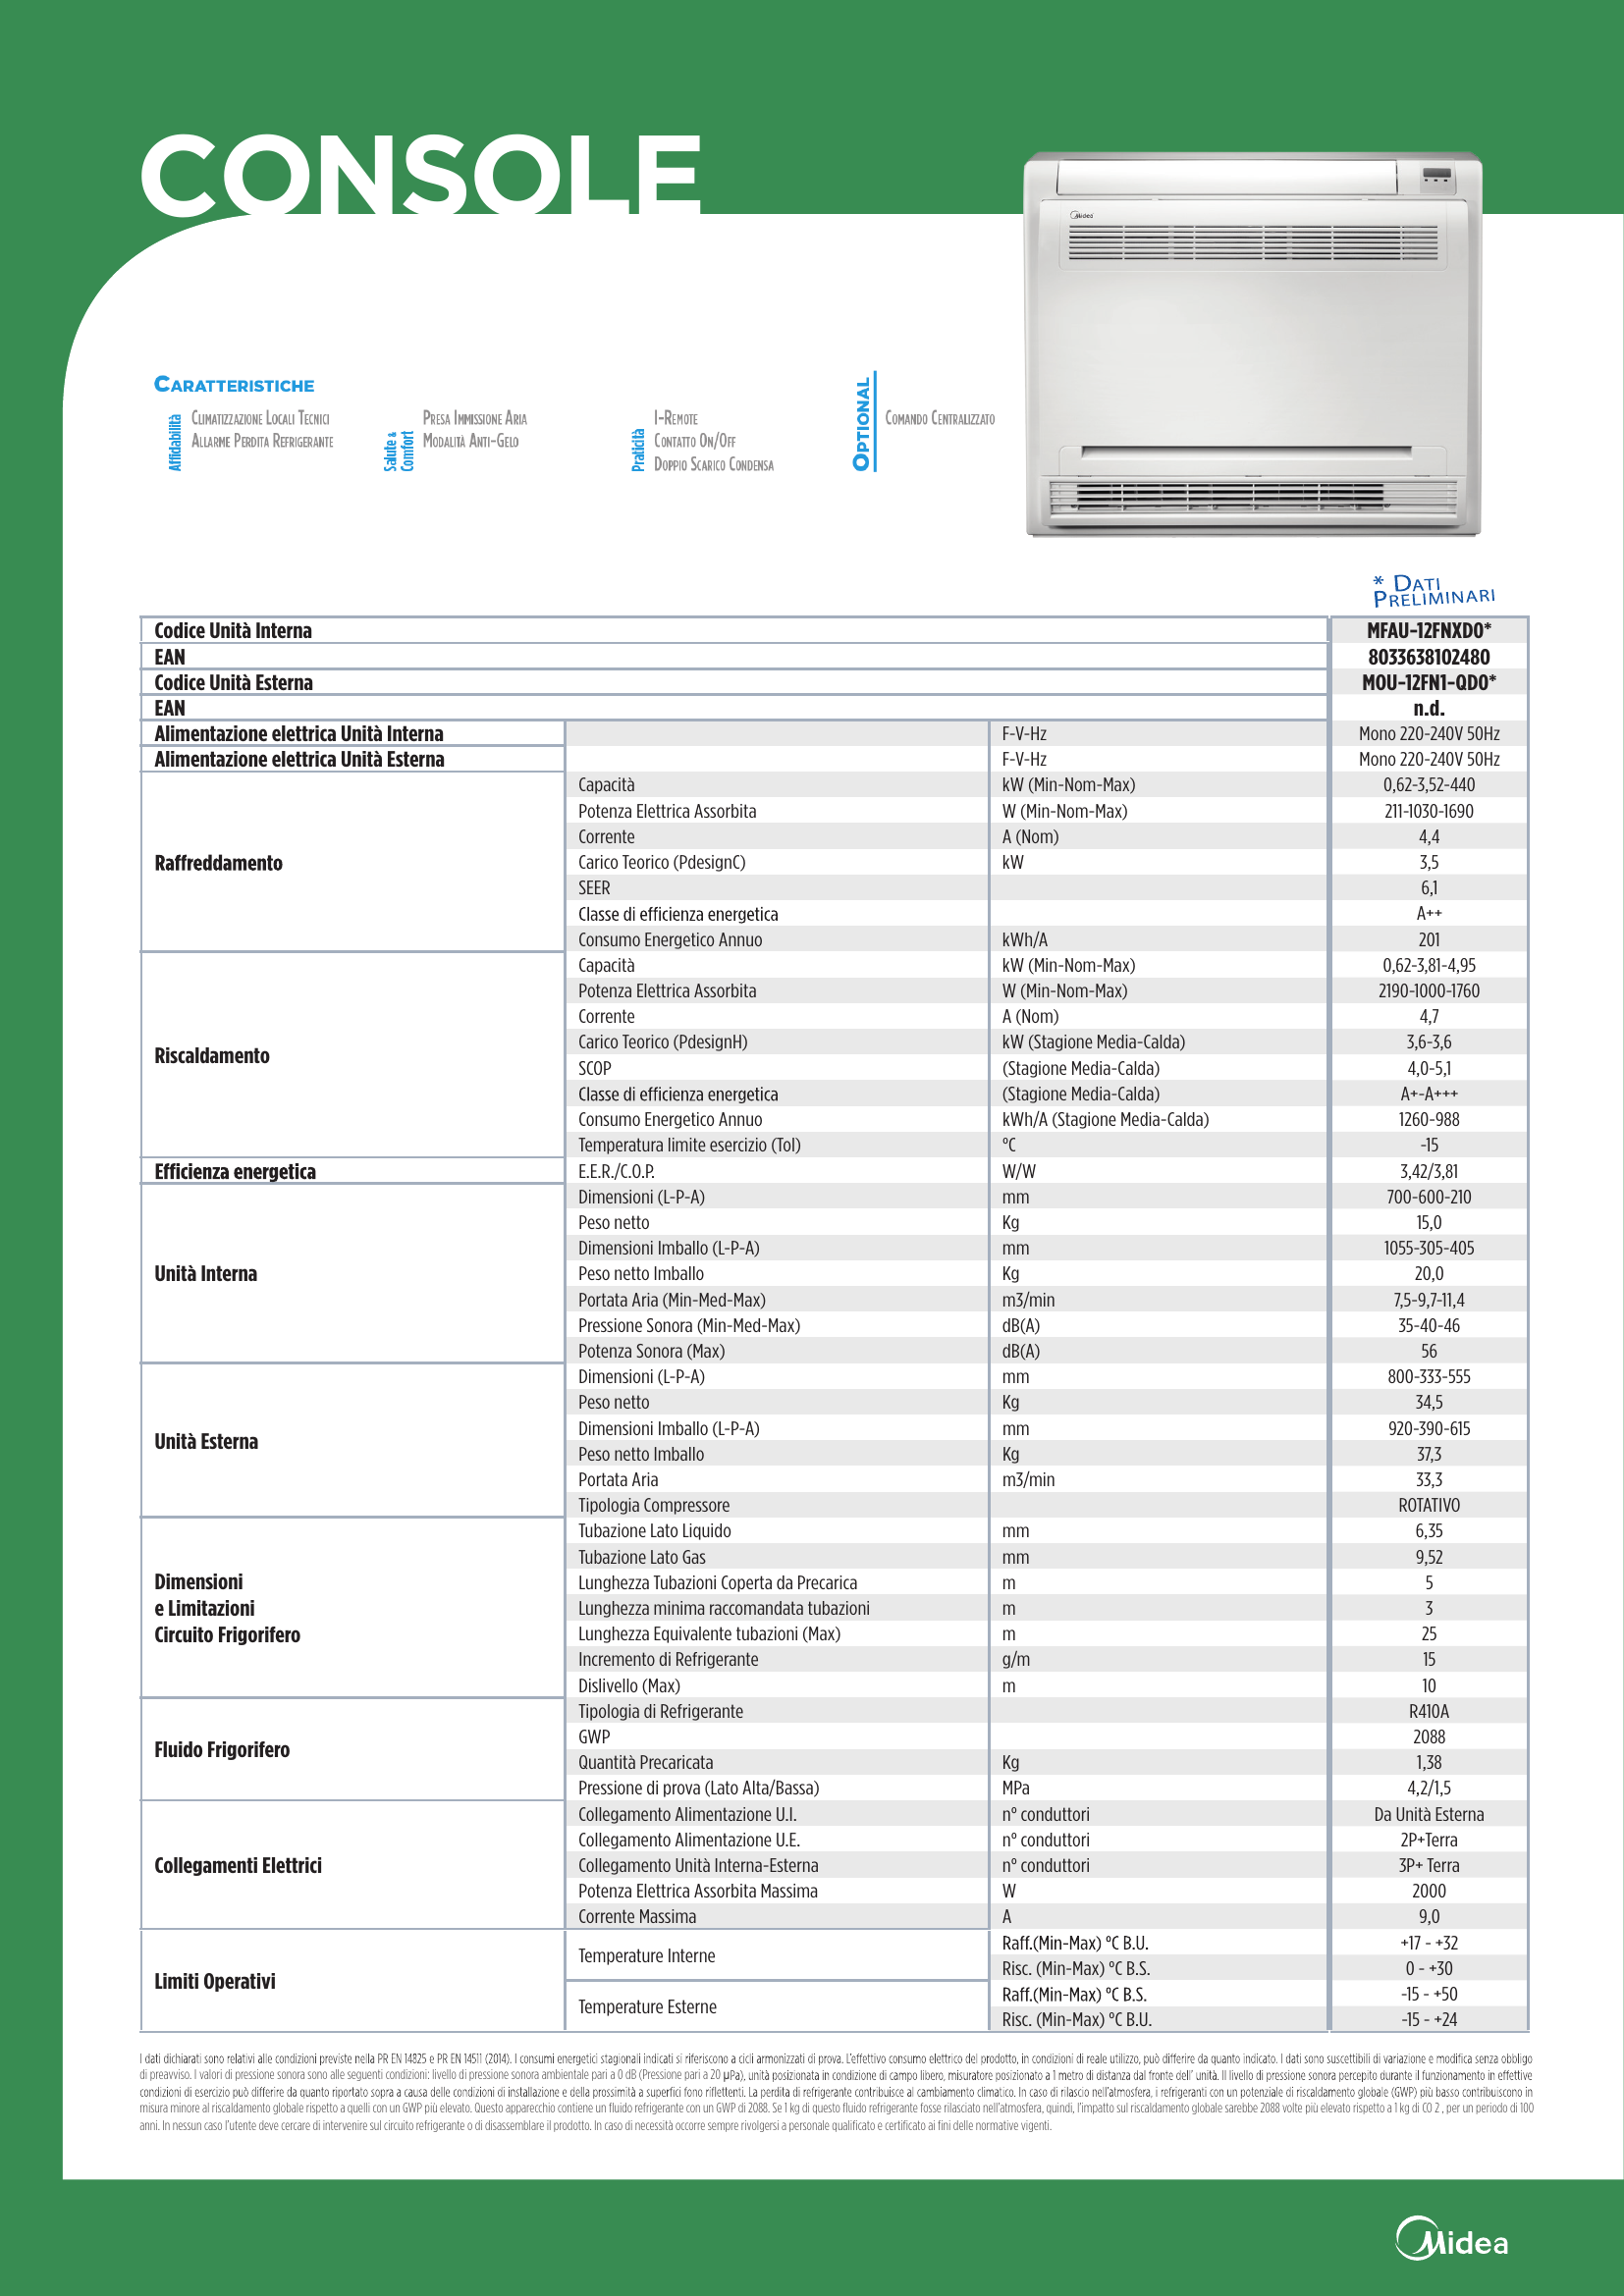 CONSOLE
Midea
CARATTERISTICHE
Affidabilità
CLIMATIZZAZIONE LOCALI TECNICI
ALLARME PERDITA REFRIGERANTE
Salute & Comfort
PRESA IMMISSIONE ARIA
MODALITÀ ANTI-GELO
Praticità
I-REMOTE
CONTATTO ON/OFF
DOPPIO SCARICO CONDENSA
OPTIONAL
COMANDO CENTRALIZZATO
* DATI
PRELIMINARI
Codice Unità Interna MFAU-12FNXD0*
EAN 8033638102480
Codice Unità Esterna MOU-12FN1-QD0*
EAN n.d.
Alimentazione elettrica Unità Interna F-V-Hz Mono 220-240V 50Hz
Alimentazione elettrica Unità Esterna F-V-Hz Mono 220-240V 50Hz
Raffreddamento
Capacità kW (Min-Nom-Max) 0,62-3,52-440
Potenza Elettrica Assorbita W (Min-Nom-Max) 211-1030-1690
Corrente A (Nom) 4,4
Carico Teorico (PdesignC) kW 3,5
SEER 6,1
Classe di efficienza energetica A++
Consumo Energetico Annuo kWh/A 201
Riscaldamento
Capacità kW (Min-Nom-Max) 0,62-3,81-4,95
Potenza Elettrica Assorbita W (Min-Nom-Max) 2190-1000-1760
Corrente A (Nom) 4,7
Carico Teorico (PdesignH) kW (Stagione Media-Calda) 3,6-3,6
SCOP (Stagione Media-Calda) 4,0-5,1
Classe di efficienza energetica (Stagione Media-Calda) A+-A+++
Consumo Energetico Annuo kWh/A (Stagione Media-Calda) 1260-988
Temperatura limite esercizio (Tol) °C -15
Efficienza energetica E.E.R./C.O.P. W/W 3,42/3,81
Unità Interna
Dimensioni (L-P-A) mm 700-600-210
Peso netto Kg 15,0
Dimensioni Imballo (L-P-A) mm 1055-305-405
Peso netto Imballo Kg 20,0
Portata Aria (Min-Med-Max) m3/min 7,5-9,7-11,4
Pressione Sonora (Min-Med-Max) dB(A) 35-40-46
Potenza Sonora (Max) dB(A) 56
Unità Esterna
Dimensioni (L-P-A) mm 800-333-555
Peso netto Kg 34,5
Dimensioni Imballo (L-P-A) mm 920-390-615
Peso netto Imballo Kg 37,3
Portata Aria m3/min 33,3
Tipologia Compressore ROTATIVO
Dimensioni
e Limitazioni
Circuito Frigorifero
Tubazione Lato Liquido mm 6,35
Tubazione Lato Gas mm 9,52
Lunghezza Tubazioni Coperta da Precarica m 5
Lunghezza minima raccomandata tubazioni m 3
Lunghezza Equivalente tubazioni (Max) m 25
Incremento di Refrigerante g/m 15
Dislivello (Max) m 10
Fluido Frigorifero
Tipologia di Refrigerante R410A
GWP 2088
Quantità Precaricata Kg 1,38
Pressione di prova (Lato Alta/Bassa) MPa 4,2/1,5
Collegamenti Elettrici
Collegamento Alimentazione U.I. n° conduttori Da Unità Esterna
Collegamento Alimentazione U.E. n° conduttori 2P+Terra
Collegamento Unità Interna-Esterna n° conduttori 3P+ Terra
Potenza Elettrica Assorbita Massima W 2000
Corrente Massima A 9,0
Limiti Operativi
Temperature Interne
Raff.(Min-Max) °C B.U. +17 - +32
Risc. (Min-Max) °C B.S. 0 - +30
Temperature Esterne
Raff.(Min-Max) °C B.S. -15 - +50
Risc. (Min-Max) °C B.U. -15 - +24
I dati dichiarati sono relativi alle condizioni previste nella PR EN 14825 e PR EN 14511 (2014). I consumi energetici stagionali indicati si riferiscono a cicli armonizzati di prova. L'effettivo consumo elettrico del prodotto, in condizioni di reale utilizzo, può differire da quanto indicato. I dati sono suscettibili di variazione e modifica senza obbligo
di preavviso. I valori di pressione sonora sono alle seguenti condizioni: livello di pressione sonora ambientale pari a 0 dB (Pressione pari a 20 µPa), unità posizionata in condizione di campo libero, misuratore posizionato a 1 metro di distanza dal fronte dell' unità. Il livello di pressione sonora percepito durante il funzionamento in effettive
condizioni di esercizio può differire da quanto riportato sopra a causa delle condizioni di installazione e della prossimità a superfici fono riflettenti. La perdita di refrigerante contribuisce al cambiamento climatico. In caso di rilascio nell'atmosfera, i refrigeranti con un potenziale di riscaldamento globale (GWP) più basso contribuiscono in
misura minore al riscaldamento globale rispetto a quelli con un GWP più elevato. Questo apparecchio contiene un fluido refrigerante con un GWP di 2088. Se 1 kg di questo fluido refrigerante fosse rilasciato nell'atmosfera, quindi, l'impatto sul riscaldamento globale sarebbe 2088 volte più elevato rispetto a 1 kg di CO 2 , per un periodo di 100
anni. In nessun caso l'utente deve cercare di intervenire sul circuito refrigerante o di disassemblare il prodotto. In caso di necessità occorre sempre rivolgersi a personale qualificato e certificato ai fini delle normative vigenti.
Midea